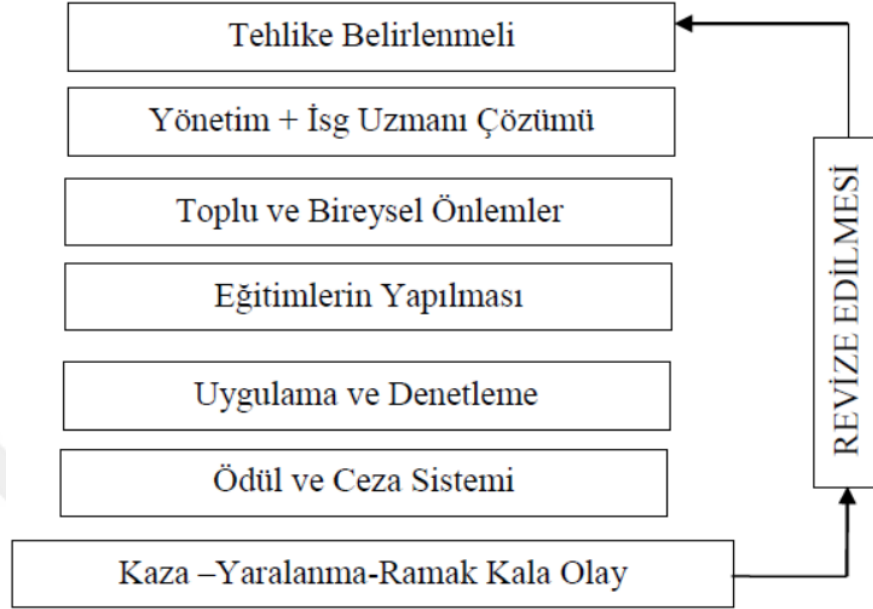 Tehlike Belirlenmeli
Yönetim + İsg Uzmanı Çözümü
Toplu ve Bireysel Önlemler
Eğitimlerin Yapılması
Uygulama ve Denetleme
Ödül ve Ceza Sistemi
Kaza –Yaralanma-Ramak Kala Olay
REVİZE EDİLMESİ